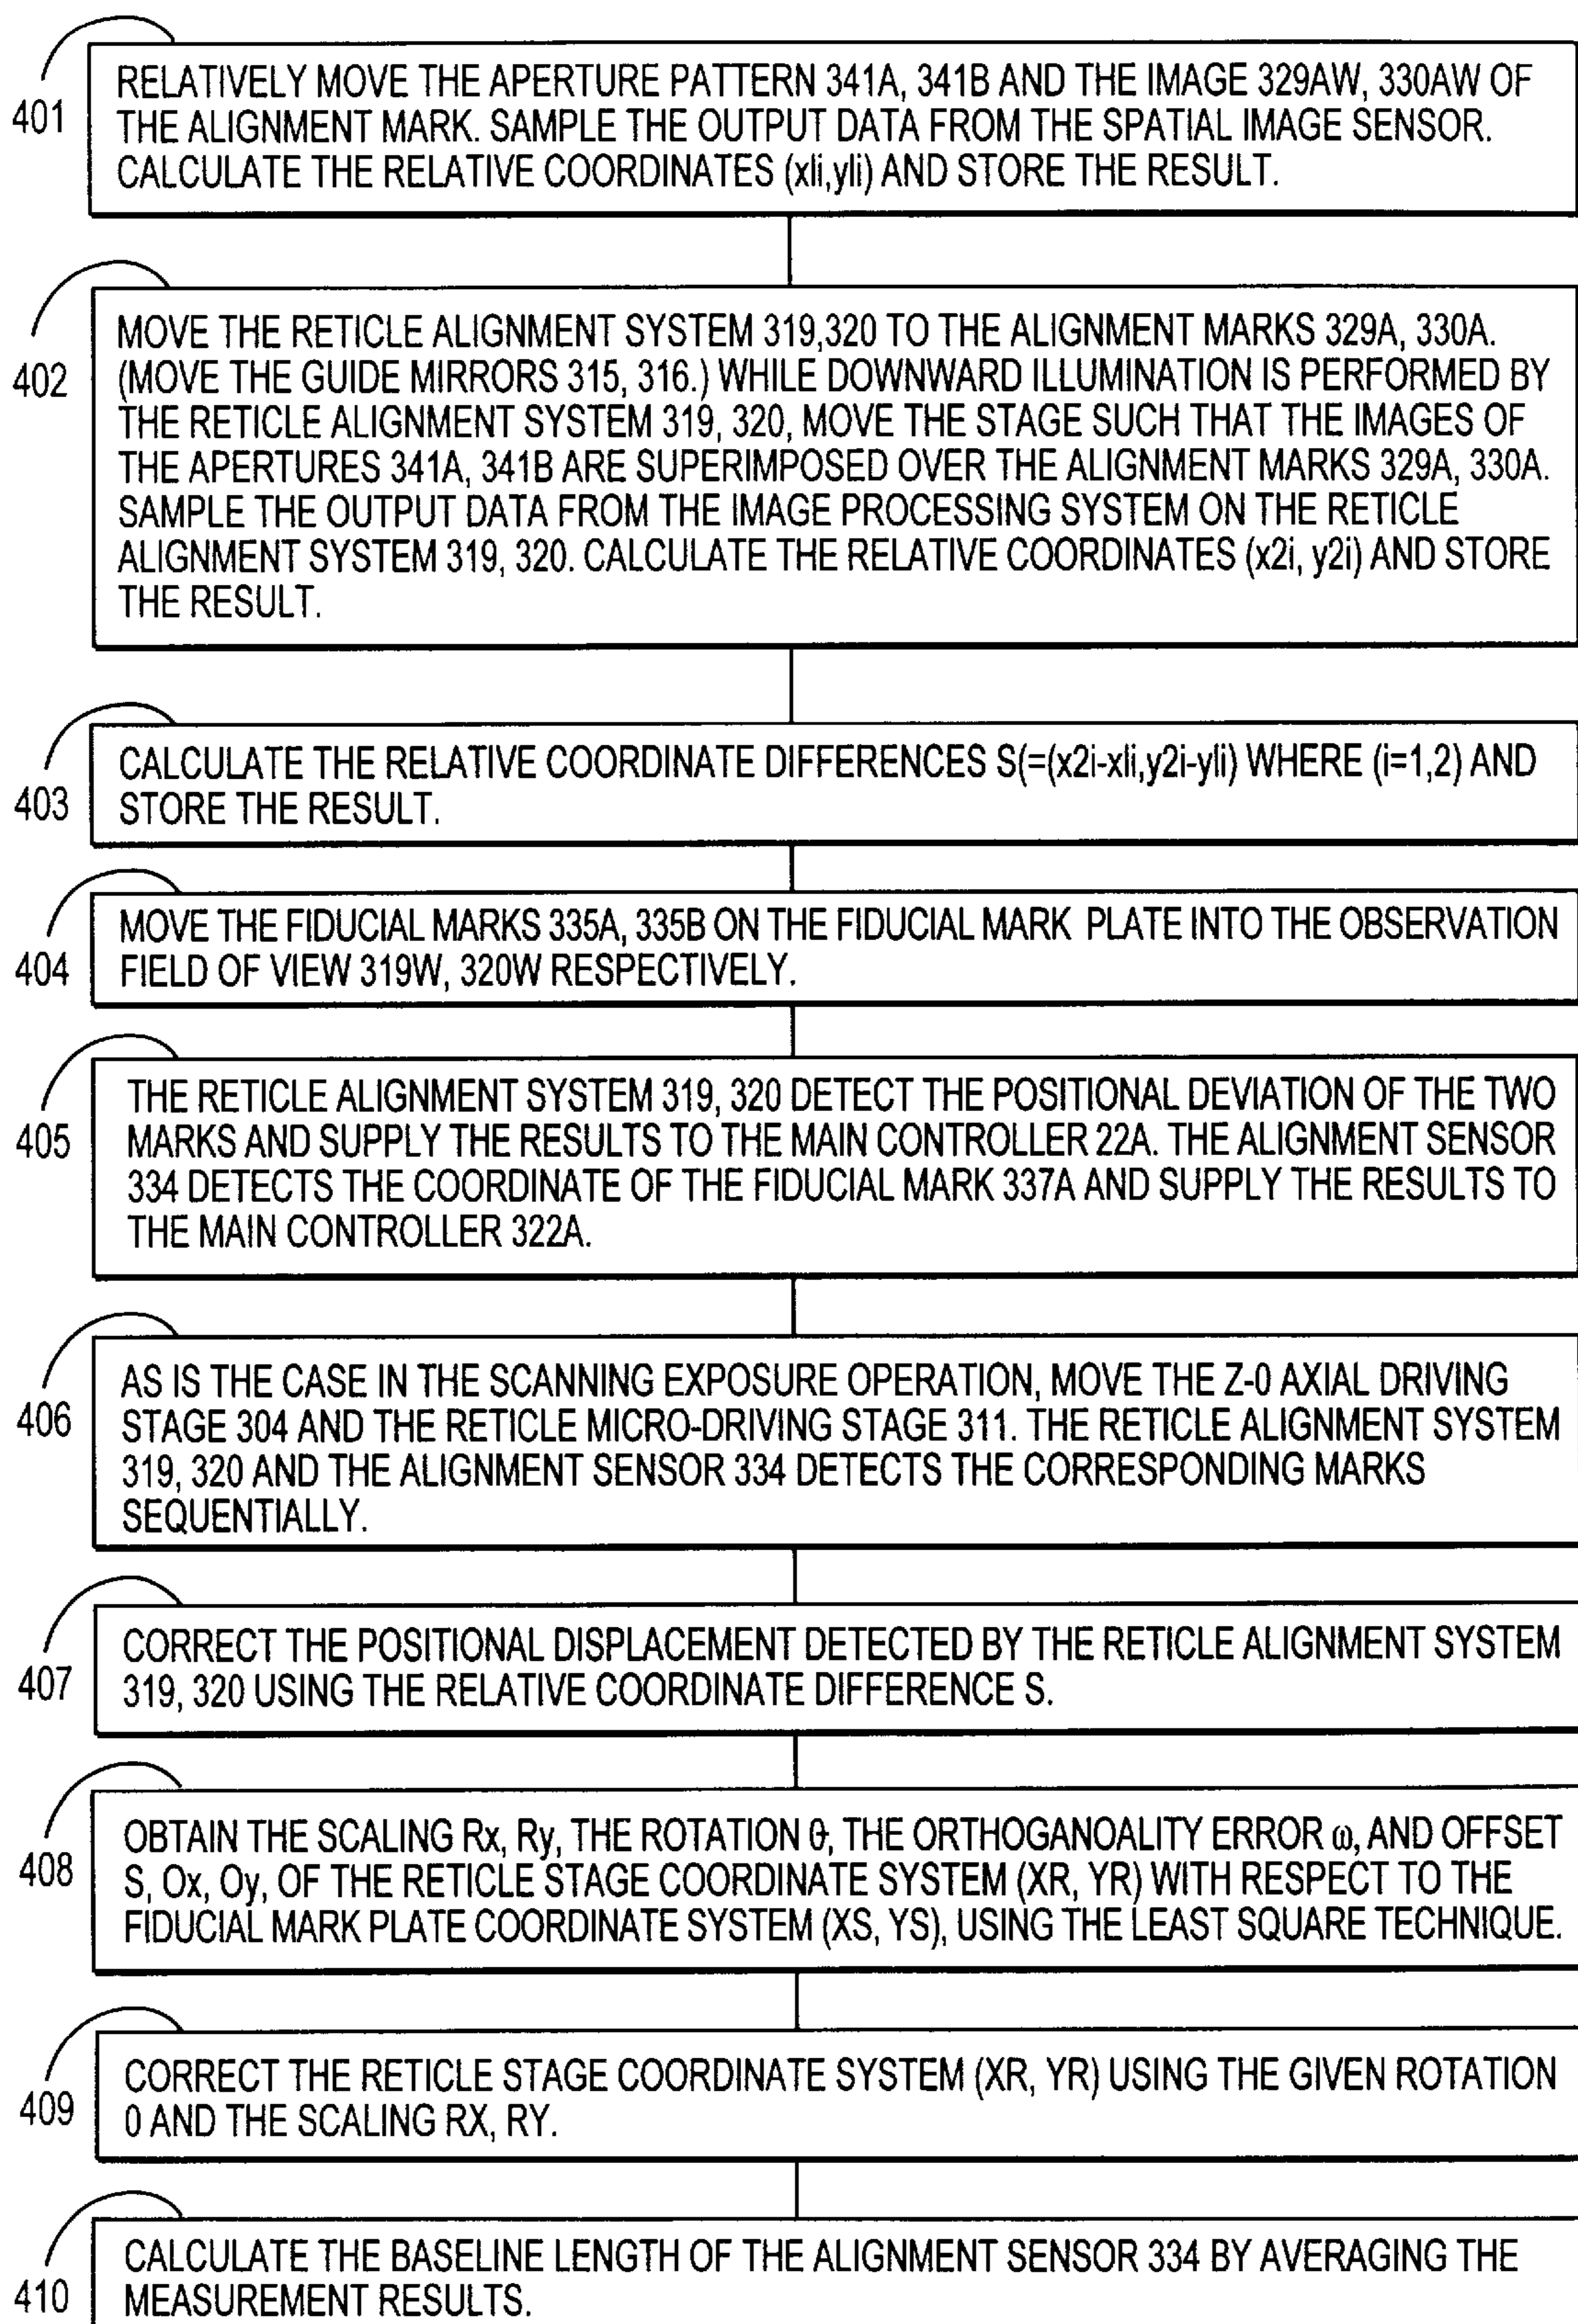 401
RELATIVELY MOVE THE APERTURE PATTERN 341A, 341B AND THE IMAGE 329AW, 330AW OF
THE ALIGNMENT MARK. SAMPLE THE OUTPUT DATA FROM THE SPATIAL IMAGE SENSOR.
CALCULATE THE RELATIVE COORDINATES (xli,yli) AND STORE THE RESULT.
402
MOVE THE RETICLE ALIGNMENT SYSTEM 319,320 TO THE ALIGNMENT MARKS 329A, 330A.
(MOVE THE GUIDE MIRRORS 315, 316.) WHILE DOWNWARD ILLUMINATION IS PERFORMED BY
THE RETICLE ALIGNMENT SYSTEM 319, 320, MOVE THE STAGE SUCH THAT THE IMAGES OF
THE APERTURES 341A, 341B ARE SUPERIMPOSED OVER THE ALIGNMENT MARKS 329A, 330A.
SAMPLE THE OUTPUT DATA FROM THE IMAGE PROCESSING SYSTEM ON THE RETICLE
ALIGNMENT SYSTEM 319, 320. CALCULATE THE RELATIVE COORDINATES (x2i, y2i) AND STORE
THE RESULT.
403
CALCULATE THE RELATIVE COORDINATE DIFFERENCES S(=(x2i-xli,y2i-yli) WHERE (i=1,2) AND
STORE THE RESULT.
404
MOVE THE FIDUCIAL MARKS 335A, 335B ON THE FIDUCIAL MARK PLATE INTO THE OBSERVATION
FIELD OF VIEW 319W, 320W RESPECTIVELY.
405
THE RETICLE ALIGNMENT SYSTEM 319, 320 DETECT THE POSITIONAL DEVIATION OF THE TWO
MARKS AND SUPPLY THE RESULTS TO THE MAIN CONTROLLER 22A. THE ALIGNMENT SENSOR
334 DETECTS THE COORDINATE OF THE FIDUCIAL MARK 337A AND SUPPLY THE RESULTS TO
THE MAIN CONTROLLER 322A.
406
AS IS THE CASE IN THE SCANNING EXPOSURE OPERATION, MOVE THE Z-0 AXIAL DRIVING
STAGE 304 AND THE RETICLE MICRO-DRIVING STAGE 311. THE RETICLE ALIGNMENT SYSTEM
319, 320 AND THE ALIGNMENT SENSOR 334 DETECTS THE CORRESPONDING MARKS
SEQUENTIALLY.
407
CORRECT THE POSITIONAL DISPLACEMENT DETECTED BY THE RETICLE ALIGNMENT SYSTEM
319, 320 USING THE RELATIVE COORDINATE DIFFERENCE S.
408
OBTAIN THE SCALING Rx, Ry, THE ROTATION θ, THE ORTHOGANOALITY ERROR ω, AND OFFSET
S, Ox, Oy, OF THE RETICLE STAGE COORDINATE SYSTEM (XR, YR) WITH RESPECT TO THE
FIDUCIAL MARK PLATE COORDINATE SYSTEM (XS, YS), USING THE LEAST SQUARE TECHNIQUE.
409
CORRECT THE RETICLE STAGE COORDINATE SYSTEM (XR, YR) USING THE GIVEN ROTATION
0 AND THE SCALING RX, RY.
410
CALCULATE THE BASELINE LENGTH OF THE ALIGNMENT SENSOR 334 BY AVERAGING THE
MEASUREMENT RESULTS.